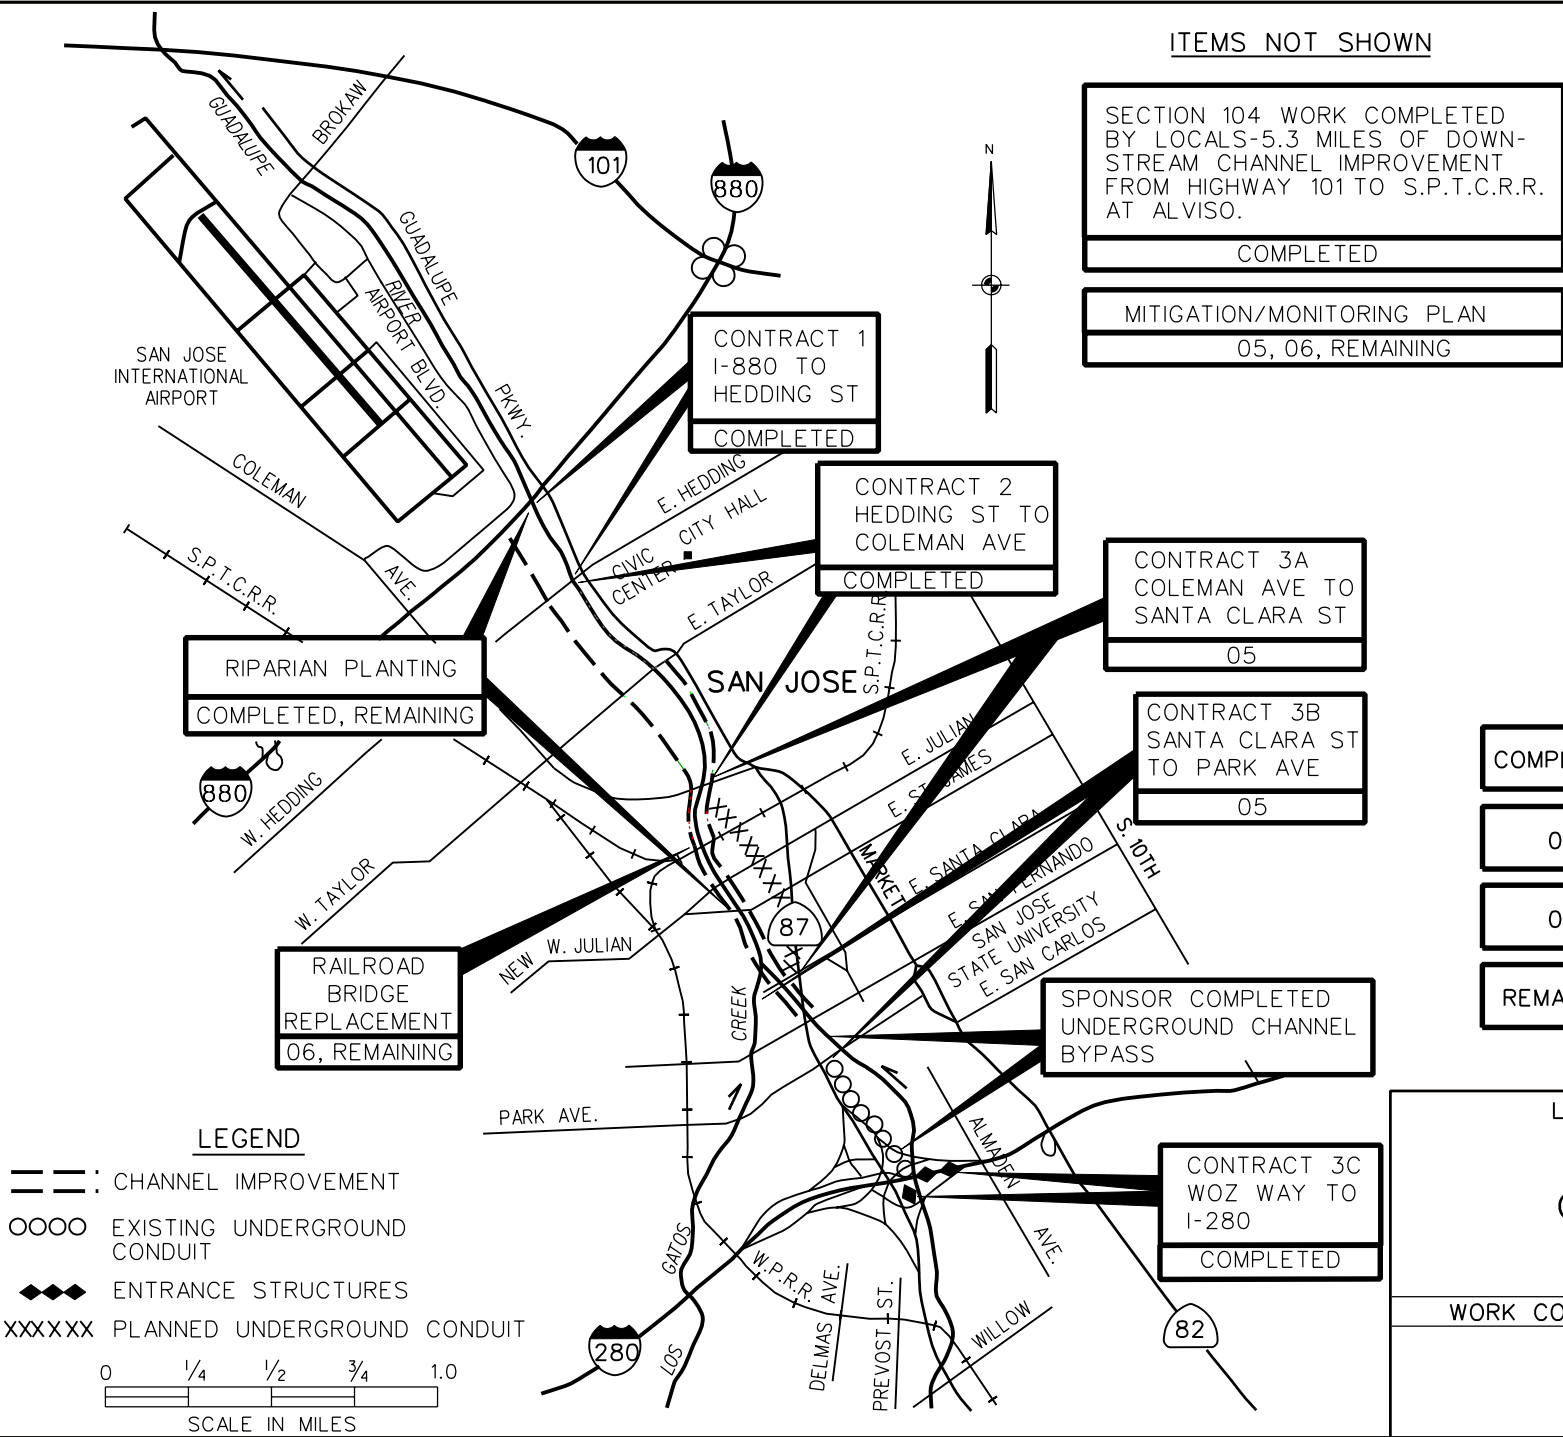 ITEMS NOT SHOWN
SECTION 104 WORK COMPLETED
BY LOCALS-5.3 MILES OF DOWN-
STREAM CHANNEL IMPROVEMENT
FROM HIGHWAY 101 TO S.P.T.C.R.R.
AT ALVISO.
COMPLETED
MITIGATION/MONITORING PLAN
05, 06, REMAINING
GUADALUPE
BROKAW
101
880
N
GUADALUPE
RIVER
AIRPORT BLVD.
PKWY.
SAN JOSE
INTERNATIONAL
AIRPORT
CONTRACT 1
I-880 TO
HEDDING ST
COMPLETED
COLEMAN
AVE.
S.P.T.C.R.R.
E. HEDDING
CIVIC
CENTER
CITY HALL
E. TAYLOR
CONTRACT 2
HEDDING ST TO
COLEMAN AVE
COMPLETED
S.P.T.C.R.R.
CONTRACT 3A
COLEMAN AVE TO
SANTA CLARA ST
05
RIPARIAN PLANTING
COMPLETED, REMAINING
SAN JOSE
CONTRACT 3B
SANTA CLARA ST
TO PARK AVE
05
880
W. HEDDING
W. TAYLOR
E. JULIAN
E. ST. JAMES
E. SANTA CLARA
E. SAN FERNANDO
SAN JOSE
STATE UNIVERSITY
E. SAN CARLOS
MARKET
S. 10TH
87
COMPL
0
0
REMA
RAILROAD
BRIDGE
REPLACEMENT
06, REMAINING
NEW W. JULIAN
CREEK
SPONSOR COMPLETED
UNDERGROUND CHANNEL
BYPASS
PARK AVE.
ALMADEN
AVE.
CONTRACT 3C
WOZ WAY TO
I-280
COMPLETED
L
WORK CO
GATOS
LOS
W.P.R.R.
DELMAS AVE.
PREVOST ST.
WILLOW
280
82
LEGEND
CHANNEL IMPROVEMENT
EXISTING UNDERGROUND
CONDUIT
ENTRANCE STRUCTURES
XXXXXX PLANNED UNDERGROUND CONDUIT
0 1/4 1/2 3/4 1.0
SCALE IN MILES